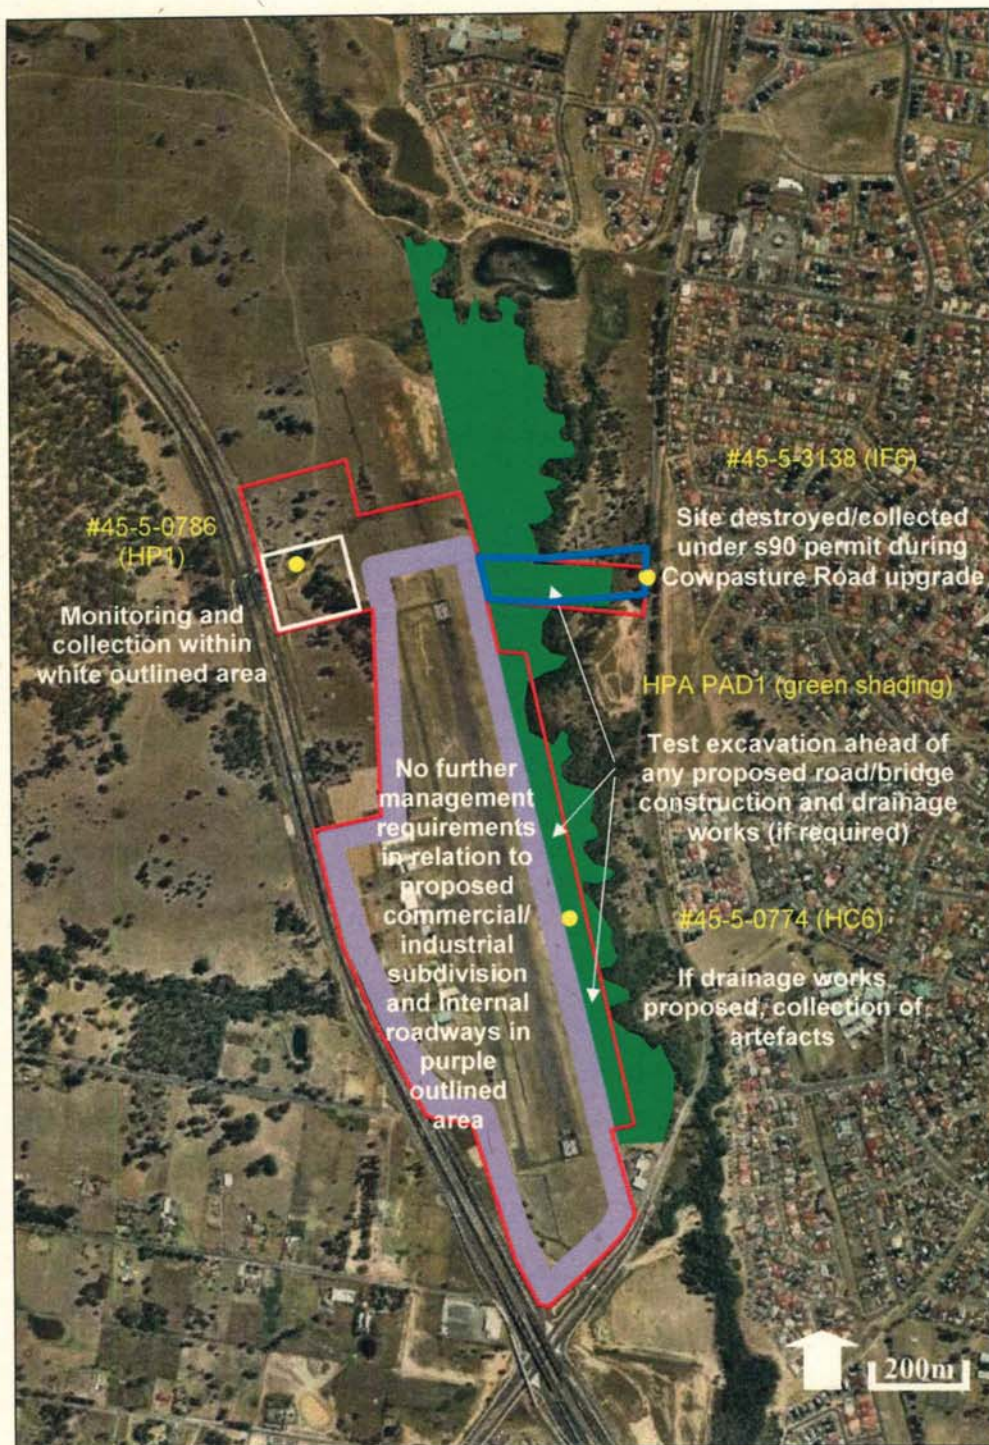 #45-5-3138 (IF6)
Site destroyed/collected
under s90 permit during
Cowpasture Road upgrade
#45-5-0786
(HP1)
Monitoring and
collection within
white outlined area
HPA PAD1 (green shading)
Test excavation ahead of
any proposed road/bridge
construction and drainage
works (if required)
No further
management
requirements
in relation to
proposed
commercial/
industrial
subdivision
and internal
roadways in
purple
outlined
area
#45-5-0774 (HC6)
If drainage works
proposed, collection of
artefacts
200m